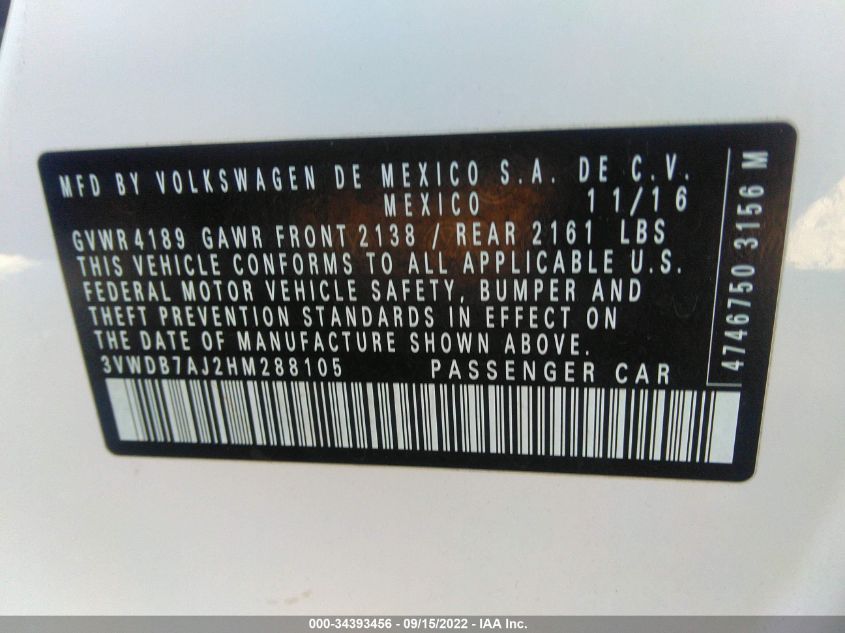 MFD BY VOLKSWAGEN DE MEXICO S.A. DE C.V.
MEXICO 11/16
GVWR 4189 GAWR FRONT 2138 / REAR 2161 LBS
THIS VEHICLE CONFORMS TO ALL APPLICABLE U.S.
FEDERAL MOTOR VEHICLE SAFETY, BUMPER AND
THEFT PREVENTION STANDARDS IN EFFECT ON
THE DATE OF MANUFACTURE SHOWN ABOVE.
3VWDB7AJ2HM288105 PASSENGER CAR
4746750 3156 M
000-34393456 - 09/15/2022 - IAA Inc.